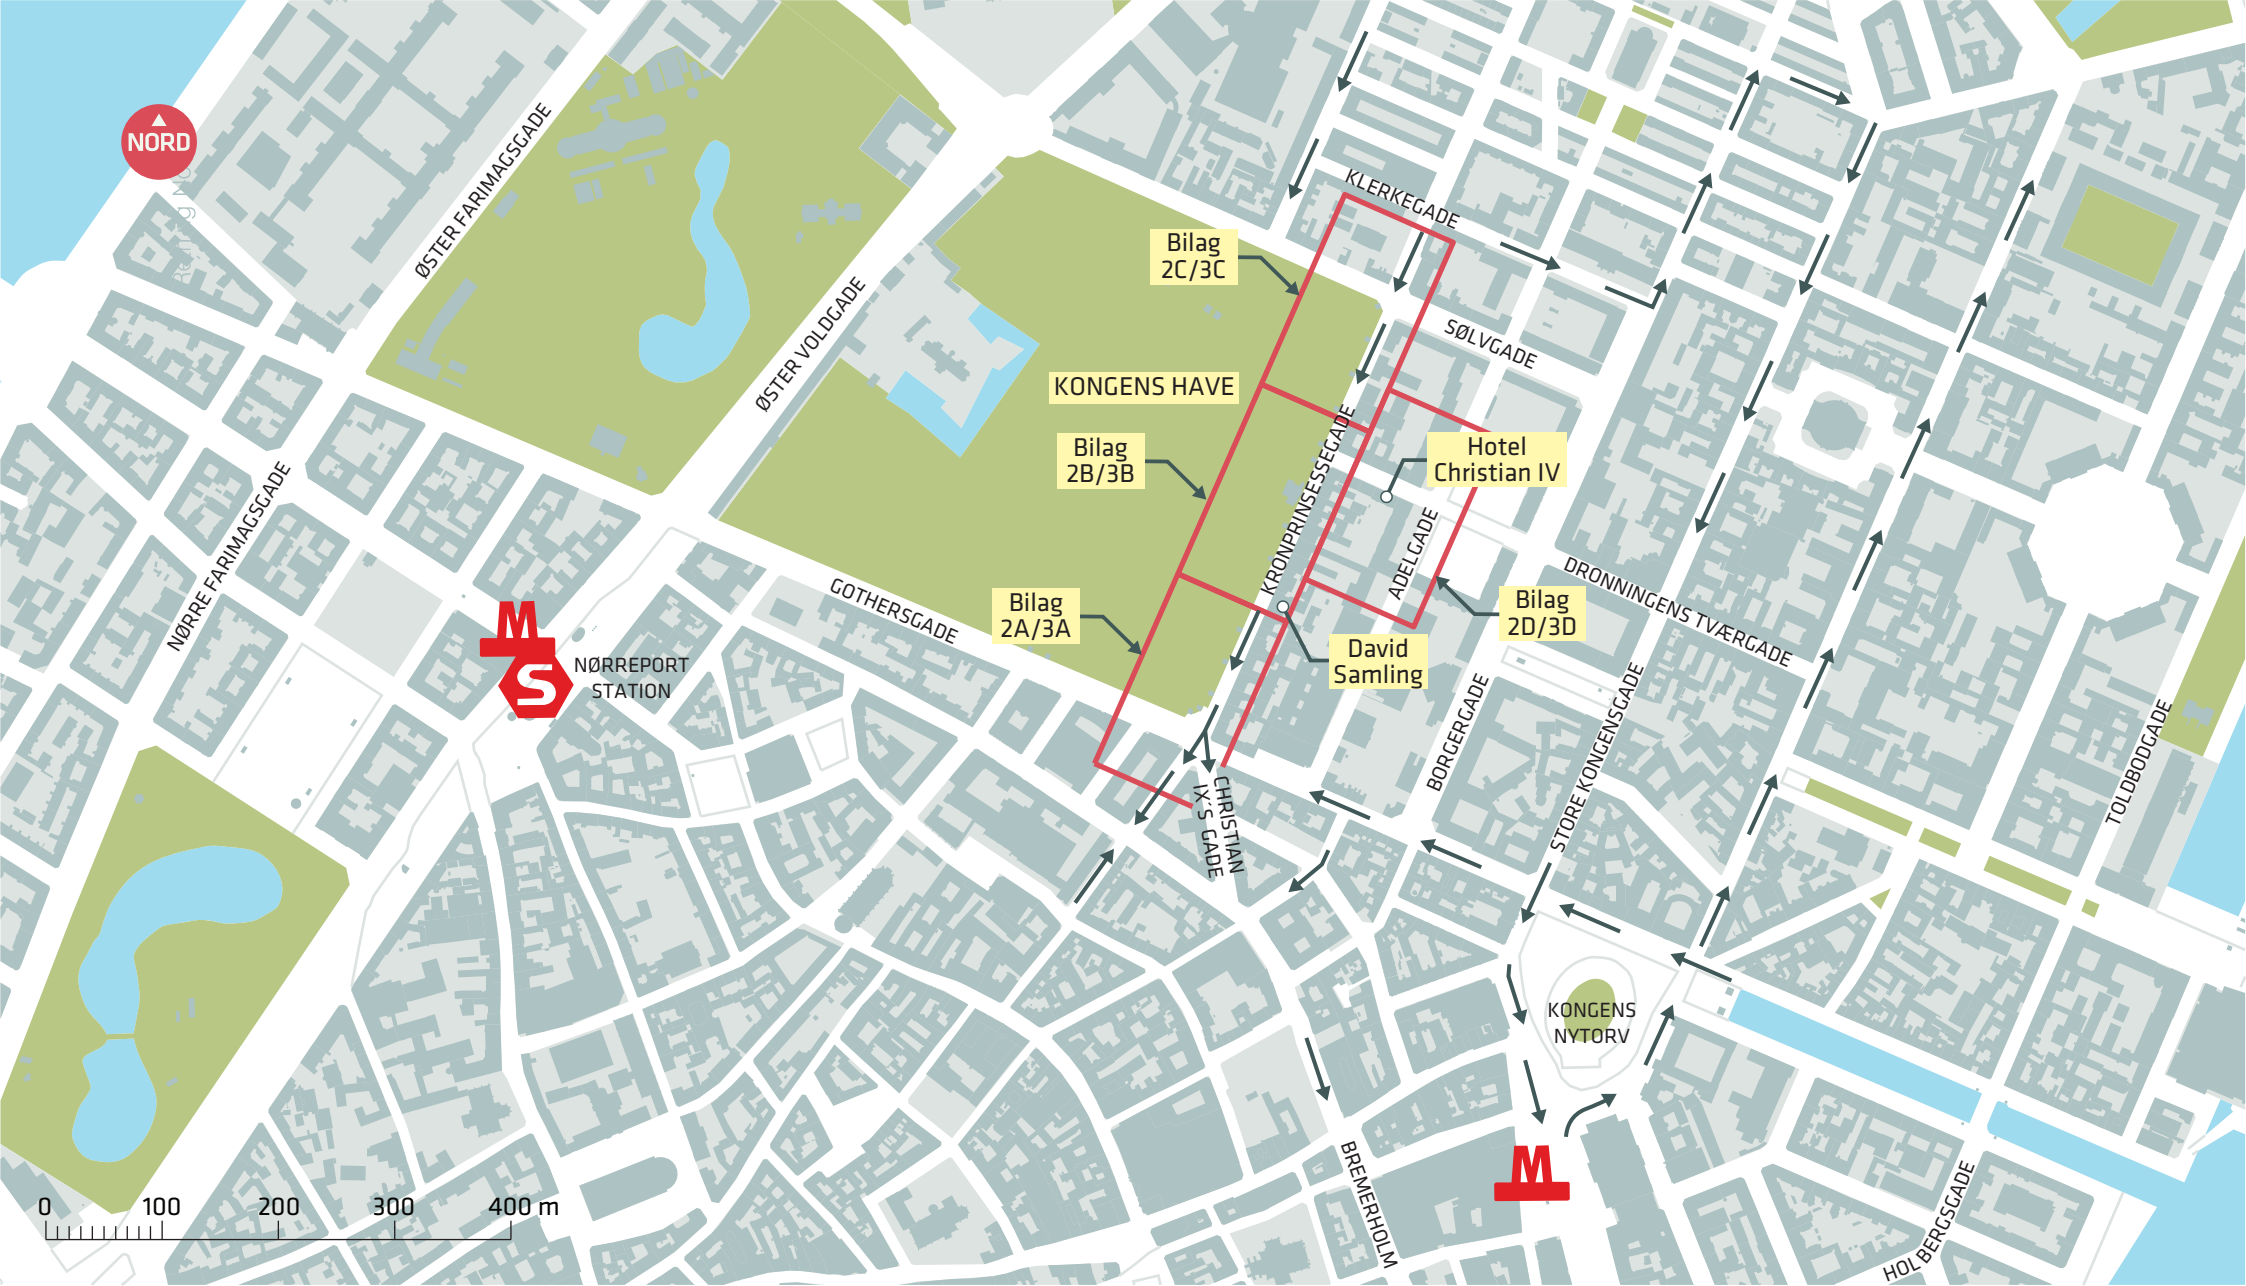 NORD
ØSTER FARIMAGSGADE
KLERKEGADE
Bilag
2C/3C
ØSTER VOLDGADE
SØLVGADE
KONGENS HAVE
Bilag
2B/3B
KRONPRINSESSEGADE
Hotel
Christian IV
NØRRE FARIMAGSGADE
ADELGADE
DRONNINGENS TVÆRGADE
GOTHERSGADE
Bilag
2A/3A
Bilag
2D/3D
David
Samling
M
S
NØRREPORT
STATION
BORGERGADE
STORE KONGENSGADE
TOLDBODGADE
CHRISTIAN
IX'S GADE
KONGENS
NYTORV
M
BREMERHOLM
HOLBERGSGADE
0 100 200 300 400 m